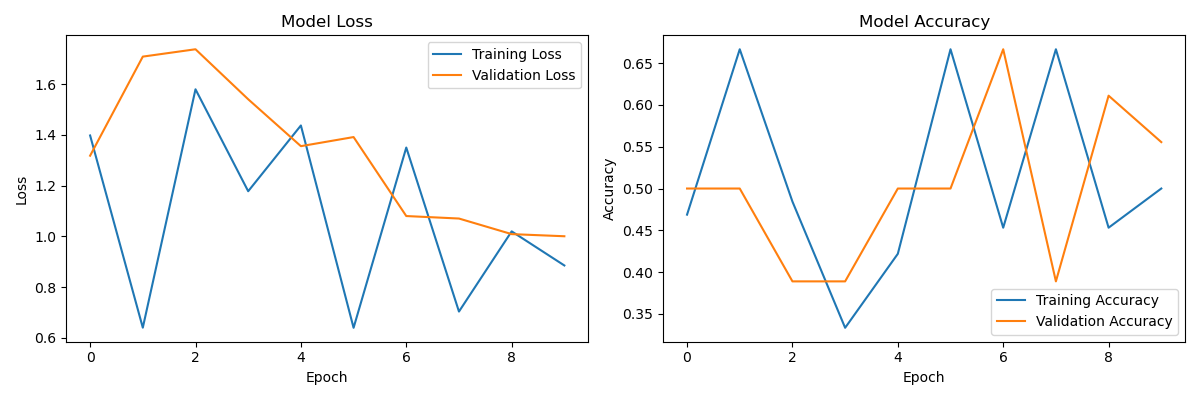 Model Loss
Training Loss
Validation Loss
Loss
1.6
1.4
1.2
1.0
0.8
0.6
0 2 4 6 8
Epoch
Model Accuracy
Accuracy
0.65
0.60
0.55
0.50
0.45
0.40
0.35
Training Accuracy
Validation Accuracy
0 2 4 6 8
Epoch